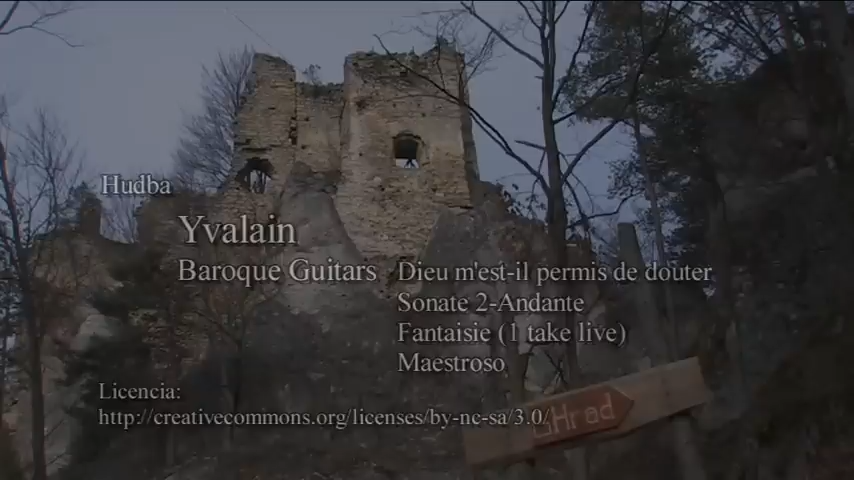 Hudba
Yvalain
Baroque Guitars Dieu m'est-il permis de douter
Sonate 2-Andante
Fantaisie (1 take live)
Maestroso
Licencia:
http://creativecommons.org/licenses/by-nc-sa/3.0/
Hrad